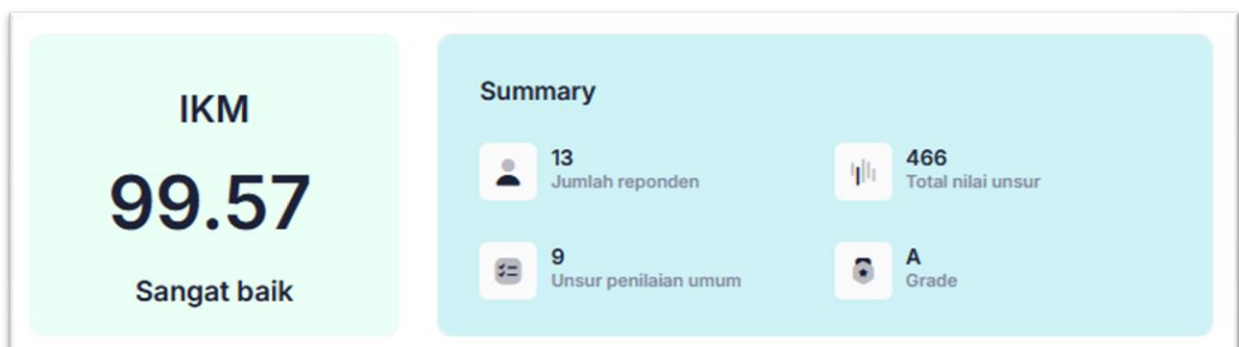 IKM
99.57
Sangat baik
Summary
13
Jumlah reponden
466
Total nilai unsur
9
Unsur penilaian umum
A
Grade